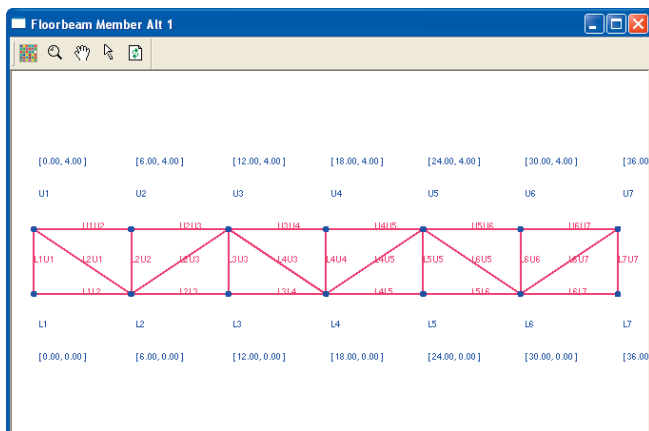 Floorbeam Member Alt 1
[0.00, 4.00 ] [6.00, 4.00 ] [12.00, 4.00 ] [18.00, 4.00 ] [24.00, 4.00 ] [30.00, 4.00 ] [36.00
U1 U2 U3 U4 U5 U6 U7
U1U2 U2U3 U3U4 U4U5 U5U6 U6U7
L1U1 L2U1 L2U2 L2U3 L3U3 L4U3 L4U4 L4U5 L5U5 L6U5 L6U6 L6U7 L7U7
L1L2 L2L3 L3L4 L4L5 L5L6 L6L7
L1 L2 L3 L4 L5 L6 L7
[0.00, 0.00 ] [6.00, 0.00 ] [12.00, 0.00 ] [18.00, 0.00 ] [24.00, 0.00 ] [30.00, 0.00 ] [36.00